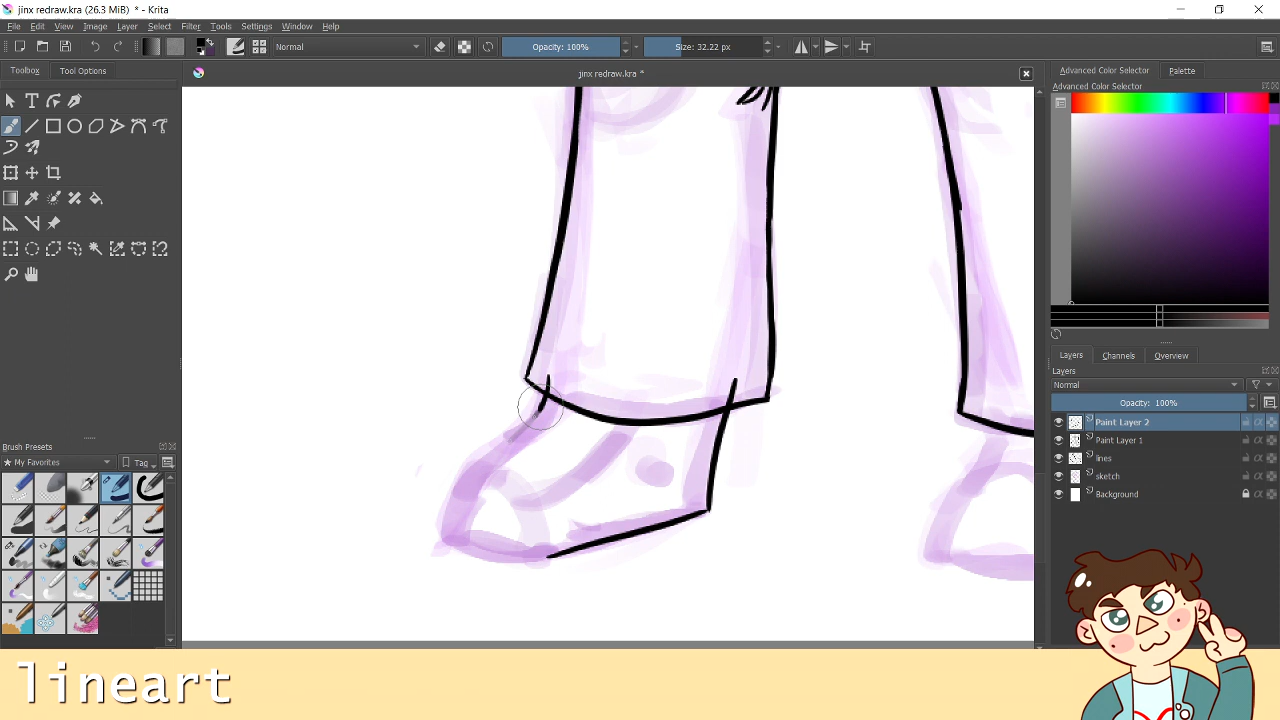 jinx redraw.kra (26.3 MiB) * - Krita
File Edit View Image Layer Select Filter Tools Settings Window Help
Normal Opacity: 100% Size: 32.22 px
Toolbox Tool Options
jinx redraw.kra *
Advanced Color Selector Palette
Advanced Color Selector
Layers Channels Overview
Layers
Normal
Opacity: 100%
Paint Layer 2
Paint Layer 1
lines
sketch
Background
Brush Presets
★ My Favorites Tag
lineart